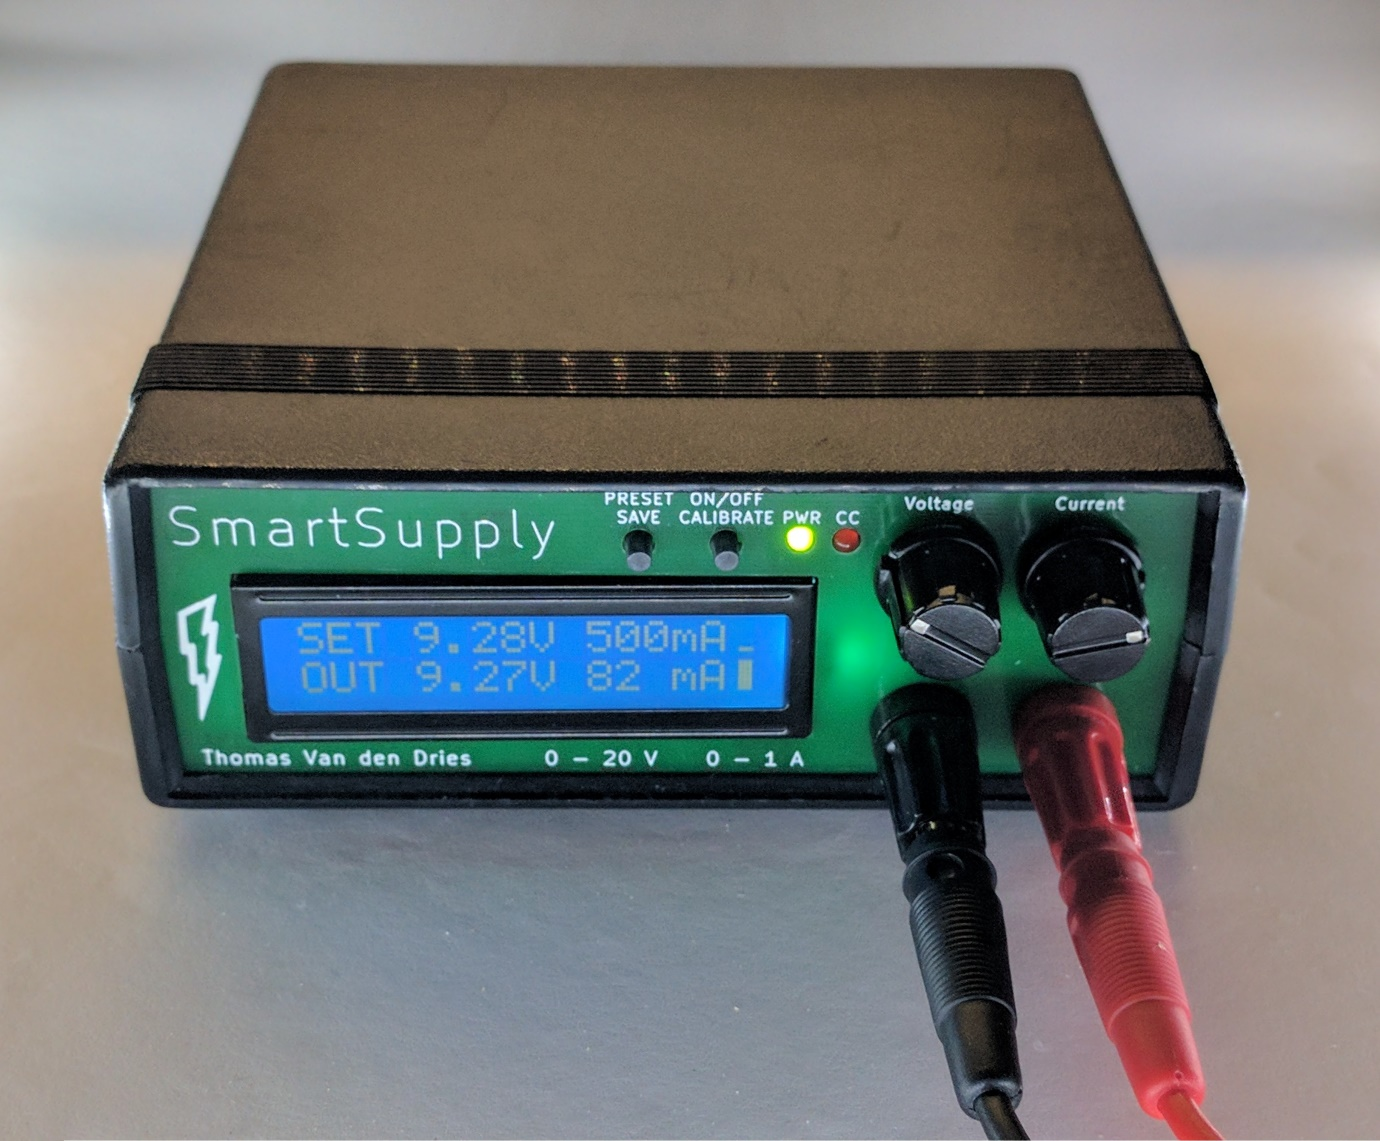 SmartSupply
PRESET ON/OFF
SAVE CALIBRATE PWR CC
Voltage
Current
SET 9.28V 500mA
OUT 9.27V 82 mA
Thomas Van den Dries 0 – 20 V 0 – 1 A